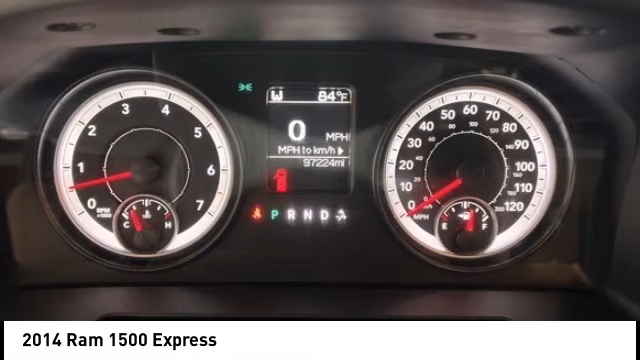 W 84°F
0 MPH
MPH to km/h
97224mi
0 1 2 3 4 5 6 7
RPM
x1000
C H
P R N D
0 10 20 30 40 50 60 70 80 90 100 120
MPH
E F
2014 Ram 1500 Express